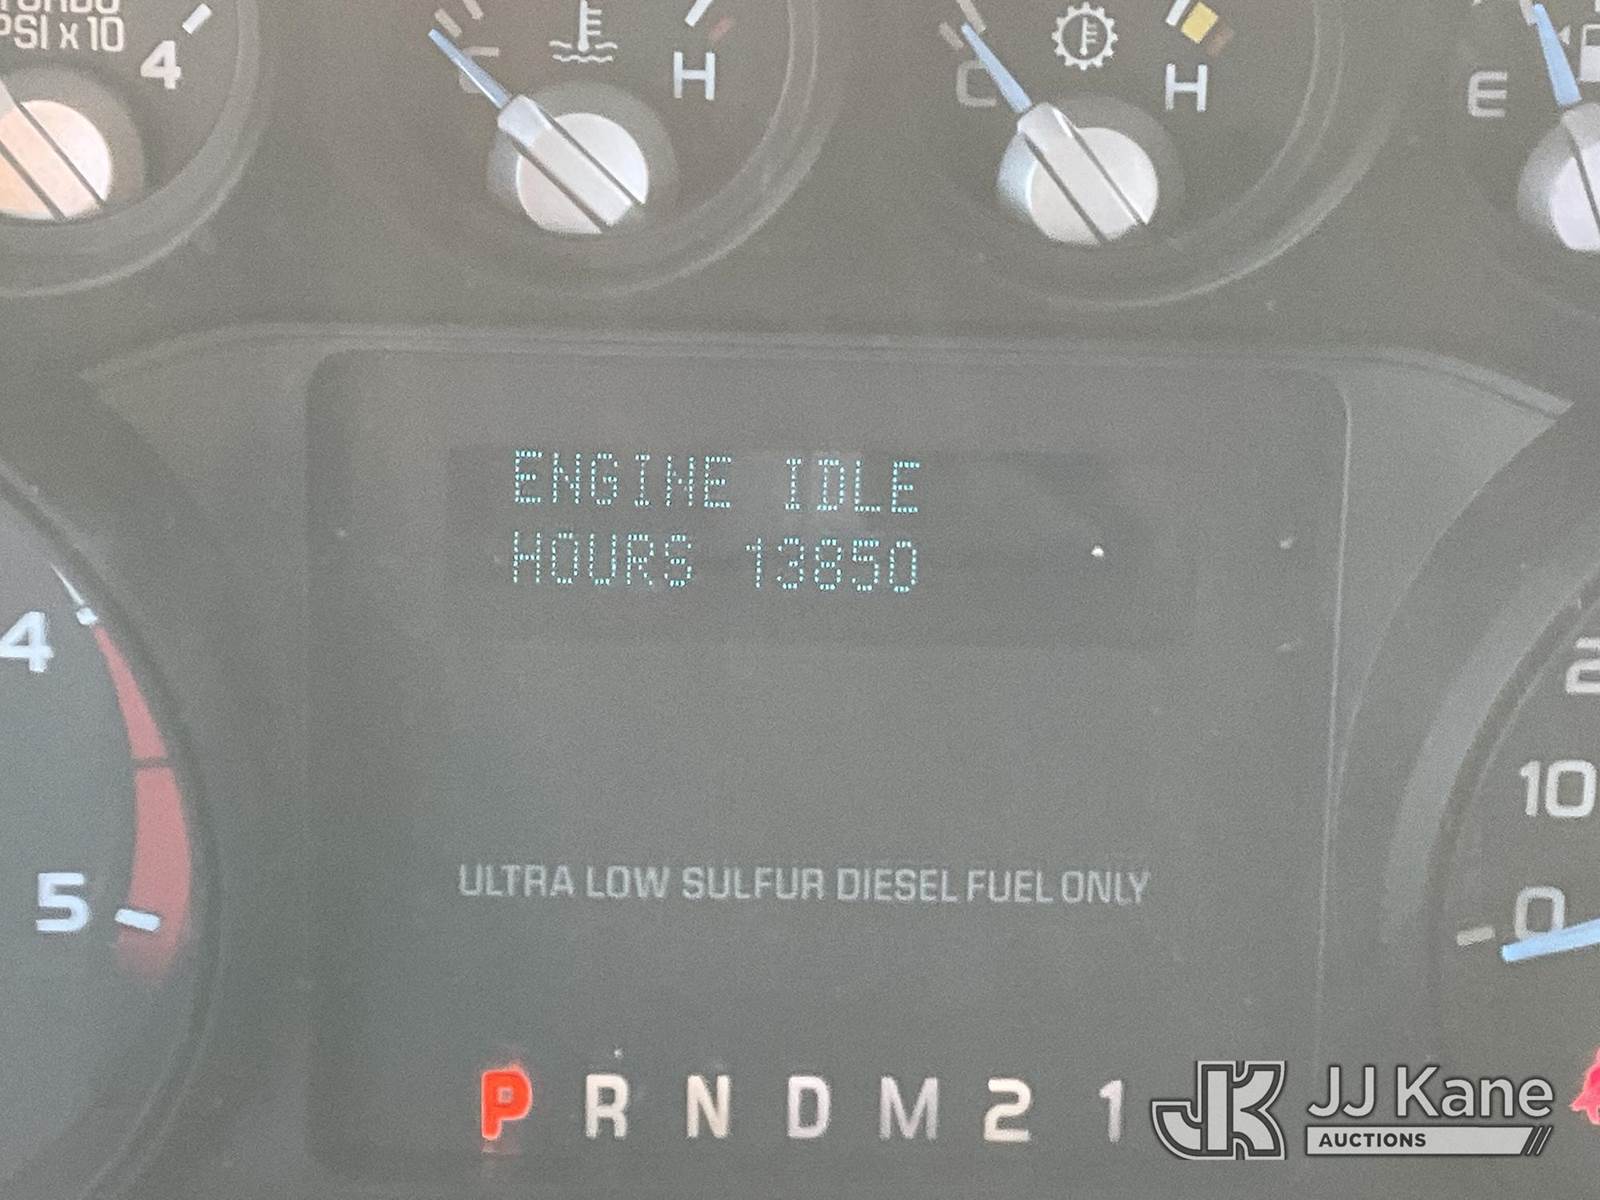 PSI x 10
4
C
H
C
H
E
ENGINE IDLE
HOURS 13850
4
5
2
10
0
ULTRA LOW SULFUR DIESEL FUEL ONLY
P R N D M 2 1
JJ Kane
AUCTIONS